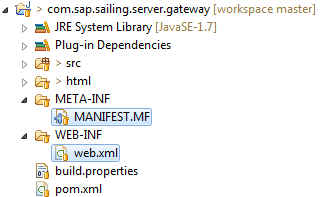 > com.sap.sailing.server.gateway [workspace master]
JRE System Library [JavaSE-1.7]
Plug-in Dependencies
> src
> html
META-INF
MANIFEST.MF
WEB-INF
web.xml
build.properties
pom.xml